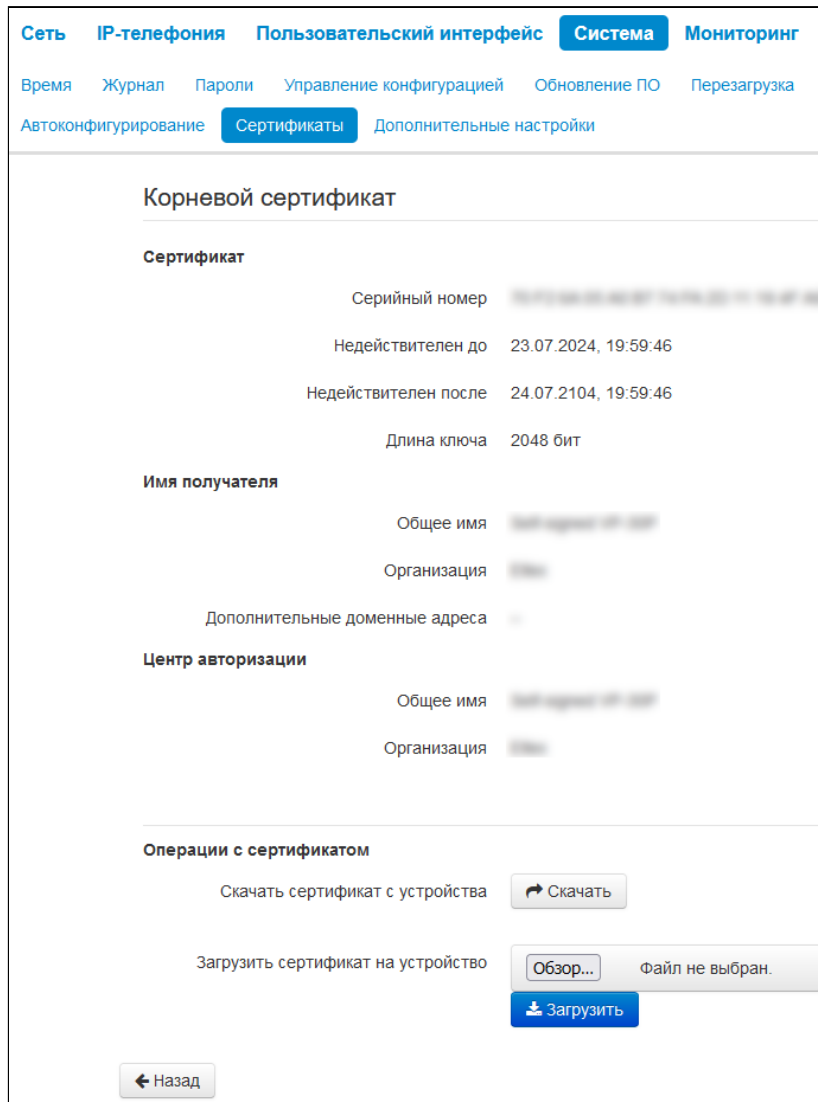 Сеть IP-телефония Пользовательский интерфейс Система Мониторинг
Время Журнал Пароли Управление конфигурацией Обновление ПО Перезагрузка
Автоконфигурирование Сертификаты Дополнительные настройки
Корневой сертификат
Сертификат
Серийный номер
Недействителен до 23.07.2024, 19:59:46
Недействителен после 24.07.2104, 19:59:46
Длина ключа 2048 бит
Имя получателя
Общее имя
Организация
Дополнительные доменные адреса
Центр авторизации
Общее имя
Организация
Операции с сертификатом
Скачать сертификат с устройства Скачать
Загрузить сертификат на устройство Обзор... Файл не выбран.
Загрузить
Назад